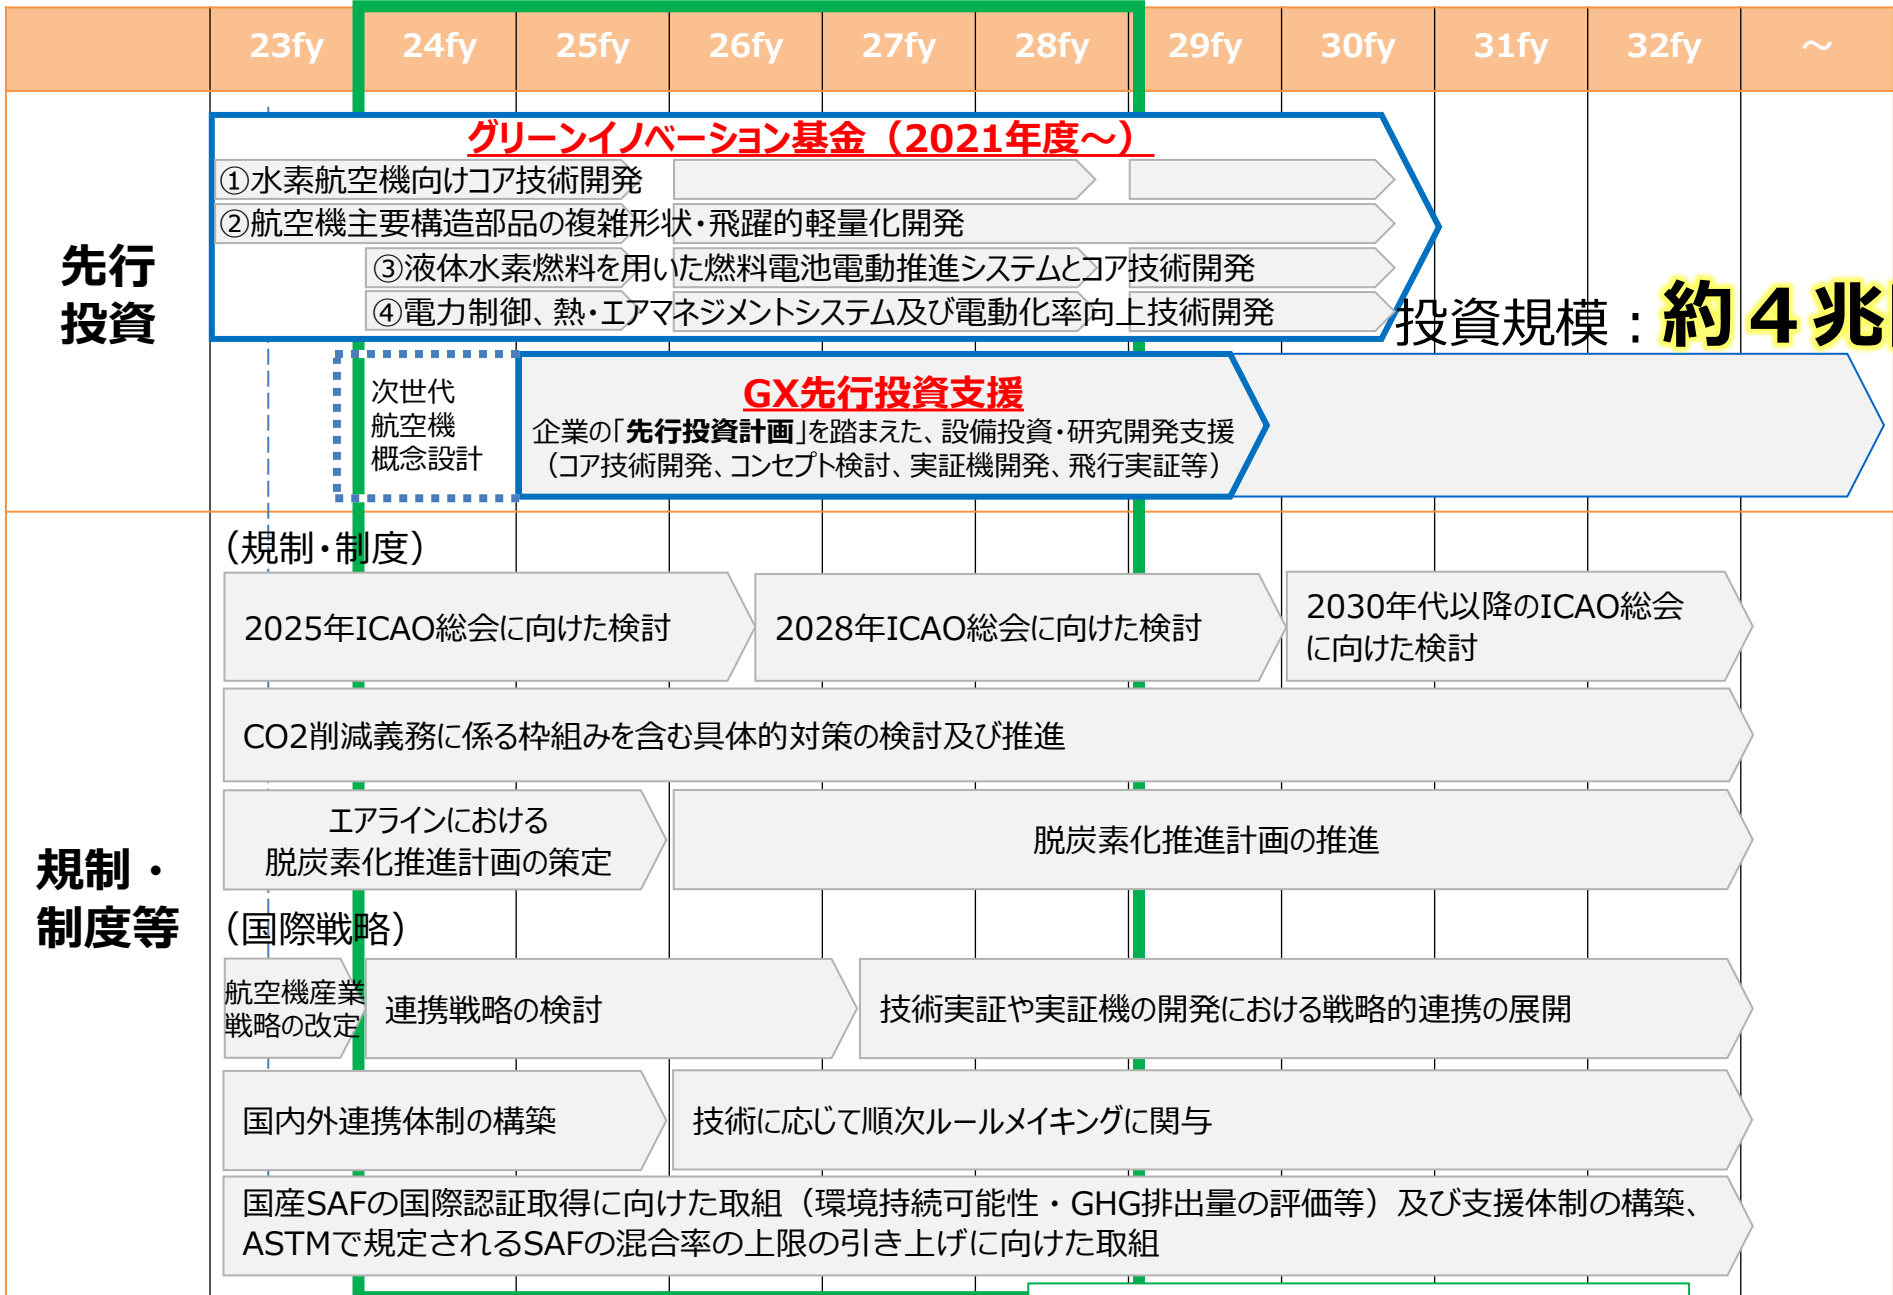 23fy 24fy 25fy 26fy 27fy 28fy 29fy 30fy 31fy 32fy ～
先行
投資
グリーンイノベーション基金（2021年度～）
①水素航空機向けコア技術開発
②航空機主要構造部品の複雑形状・飛躍的軽量化開発
③液体水素燃料を用いた燃料電池電動推進システムとコア技術開発
④電力制御、熱・エアマネジメントシステム及び電動化率向上技術開発
投資規模：約４兆
次世代
航空機
概念設計
GX先行投資支援
企業の「先行投資計画」を踏まえた、設備投資・研究開発支援
（コア技術開発、コンセプト検討、実証機開発、飛行実証等）
規制・
制度等
（規制・制度）
2025年ICAO総会に向けた検討
2028年ICAO総会に向けた検討
2030年代以降のICAO総会
に向けた検討
CO2削減義務に係る枠組みを含む具体的対策の検討及び推進
エアラインにおける
脱炭素化推進計画の策定
脱炭素化推進計画の推進
（国際戦略）
航空機産業
戦略の改定
連携戦略の検討
技術実証や実証機の開発における戦略的連携の展開
国内外連携体制の構築
技術に応じて順次ルールメイキングに関与
国産SAFの国際認証取得に向けた取組（環境持続可能性・GHG排出量の評価等）及び支援体制の構築、
ASTMで規定されるSAFの混合率の上限の引き上げに向けた取組